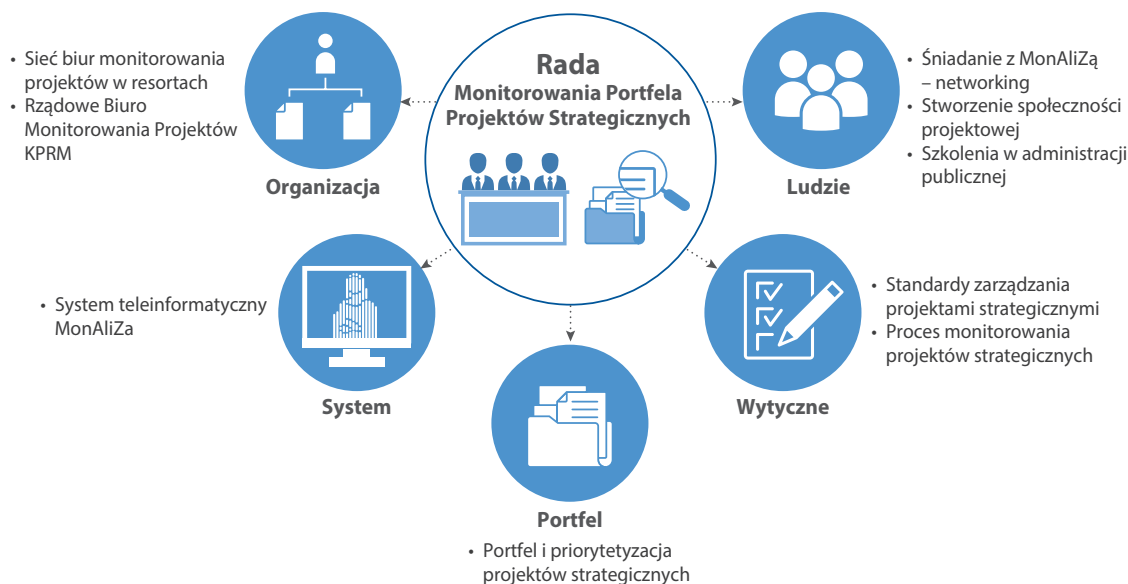 Rada
Monitorowania Portfela
Projektów Strategicznych
• Sieć biur monitorowania
projektów w resortach
• Rządowe Biuro
Monitorowania Projektów
KPRM
Organizacja
• Śniadanie z MonAliZą
– networking
• Stworzenie społeczności
projektowej
• Szkolenia w administracji
publicznej
Ludzie
• System teleinformatyczny
MonAliZa
System
• Standardy zarządzania
projektami strategicznymi
• Proces monitorowania
projektów strategicznych
Wytyczne
Portfel
• Portfel i priorytetyzacja
projektów strategicznych